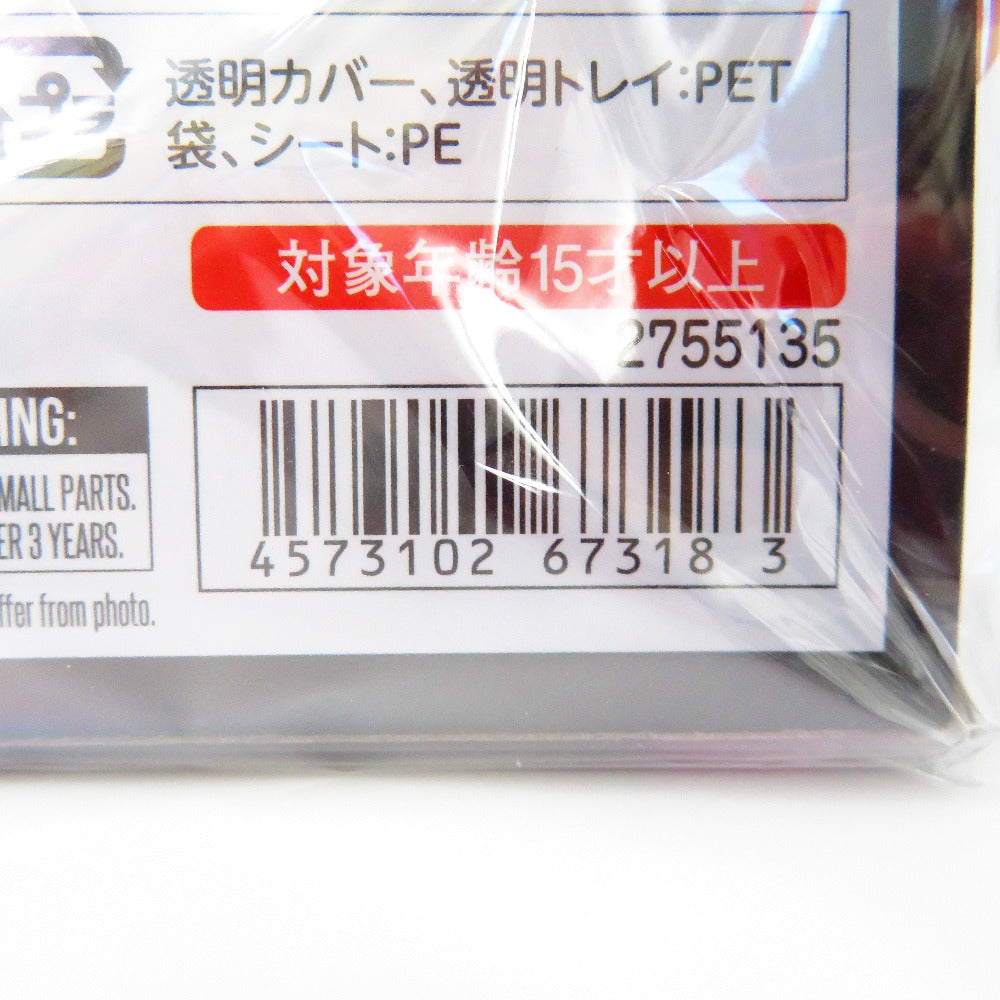 プ
透明カバー、透明トレイ:PET
袋、シート:PE
対象年齢15才以上
2755135
ING:
MALL PARTS.
ER 3 YEARS.
ffer from photo.
4573102 67318 3